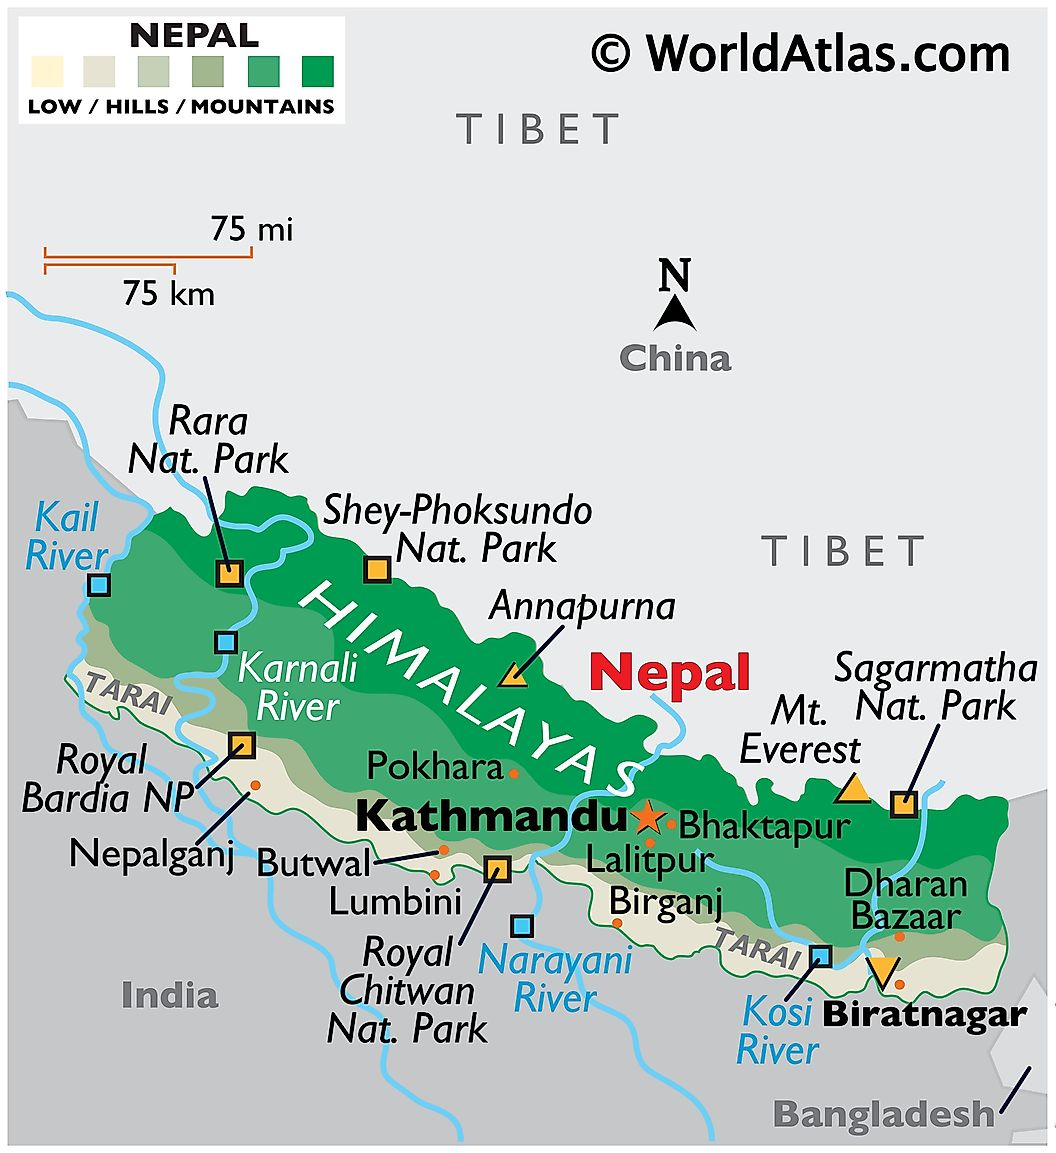 NEPAL
LOW / HILLS / MOUNTAINS
© WorldAtlas.com
TIBET
75 mi
75 km
N
China
Rara
Nat. Park
Kail
River
Shey-Phoksundo
Nat. Park
TIBET
Annapurna
HIMALAYAS
Nepal
Sagarmatha
Nat. Park
Mt.
Everest
Karnali
River
TARAI
Royal
Bardia NP
Pokhara
Kathmandu
Bhaktapur
Nepalganj
Butwal
Lalitpur
Lumbini
Birganj
Dharan
Bazaar
TARAI
Royal
Chitwan
Nat. Park
Narayani
River
India
Kosi
River
Biratnagar
Bangladesh